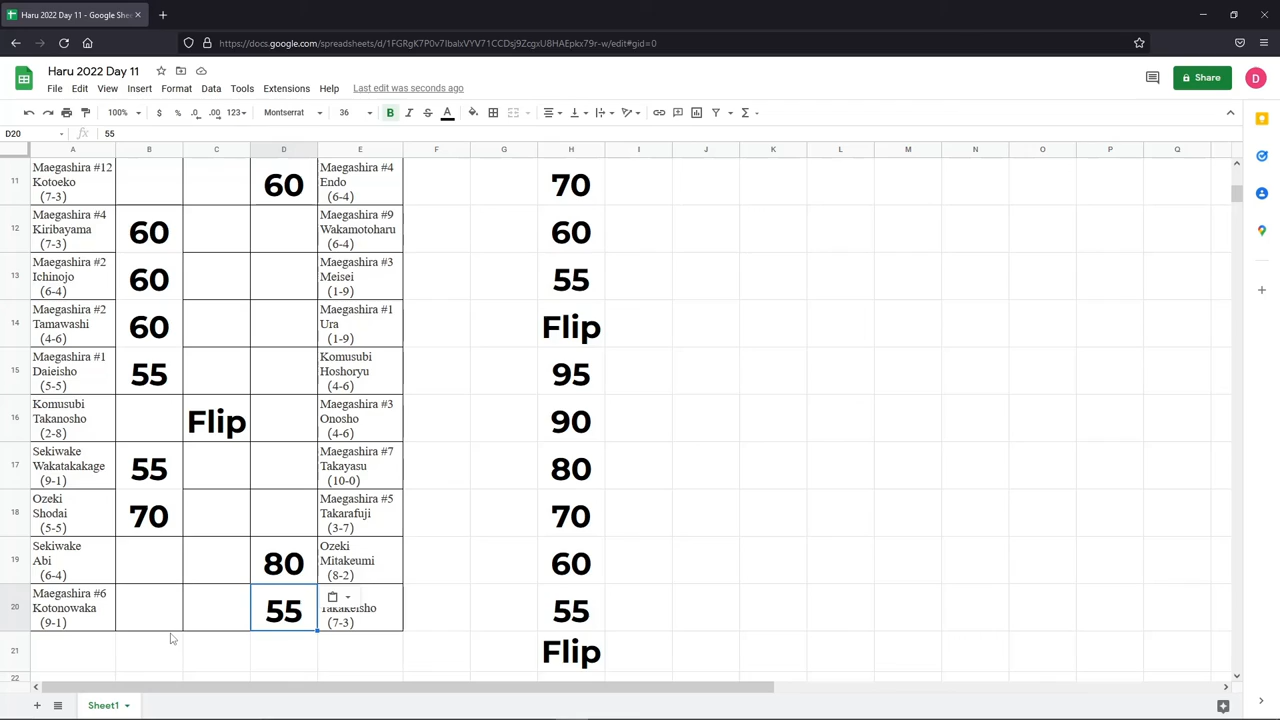 Haru 2022 Day 11 - Google Shee
https://docs.google.com/spreadsheets/d/1FGRgK7P0v7IbalxVYV71CCDsj9ZcgxU8HAEpkx79r-w/edit#gid=0
Haru 2022 Day 11
File Edit View Insert Format Data Tools Extensions Help Last edit was seconds ago
Share
D
100% $ % .0 .00 123 Montserrat 36 B I S A
D20 fx 55
A B C D E F G H I J K L M N O P Q
11
Maegashira #12
Kotoeko
(7-3)
60
Maegashira #4
Endo
(6-4)
70
12
Maegashira #4
Kiribayama
(7-3)
60
Maegashira #9
Wakamotoharu
(6-4)
60
13
Maegashira #2
Ichinojo
(6-4)
60
Maegashira #3
Meisei
(1-9)
55
14
Maegashira #2
Tamawashi
(4-6)
60
Maegashira #1
Ura
(1-9)
Flip
15
Maegashira #1
Daieisho
(5-5)
55
Komusubi
Hoshoryu
(4-6)
95
16
Komusubi
Takanosho
(2-8)
Flip
Maegashira #3
Onosho
(4-6)
90
17
Sekiwake
Wakatakakage
(9-1)
55
Maegashira #7
Takayasu
(10-0)
80
18
Ozeki
Shodai
(5-5)
70
Maegashira #5
Takarafuji
(3-7)
70
19
Sekiwake
Abi
(6-4)
80
Ozeki
Mitakeumi
(8-2)
60
20
Maegashira #6
Kotonowaka
(9-1)
55
Takakeisho
(7-3)
55
21
Flip
22
Sheet1